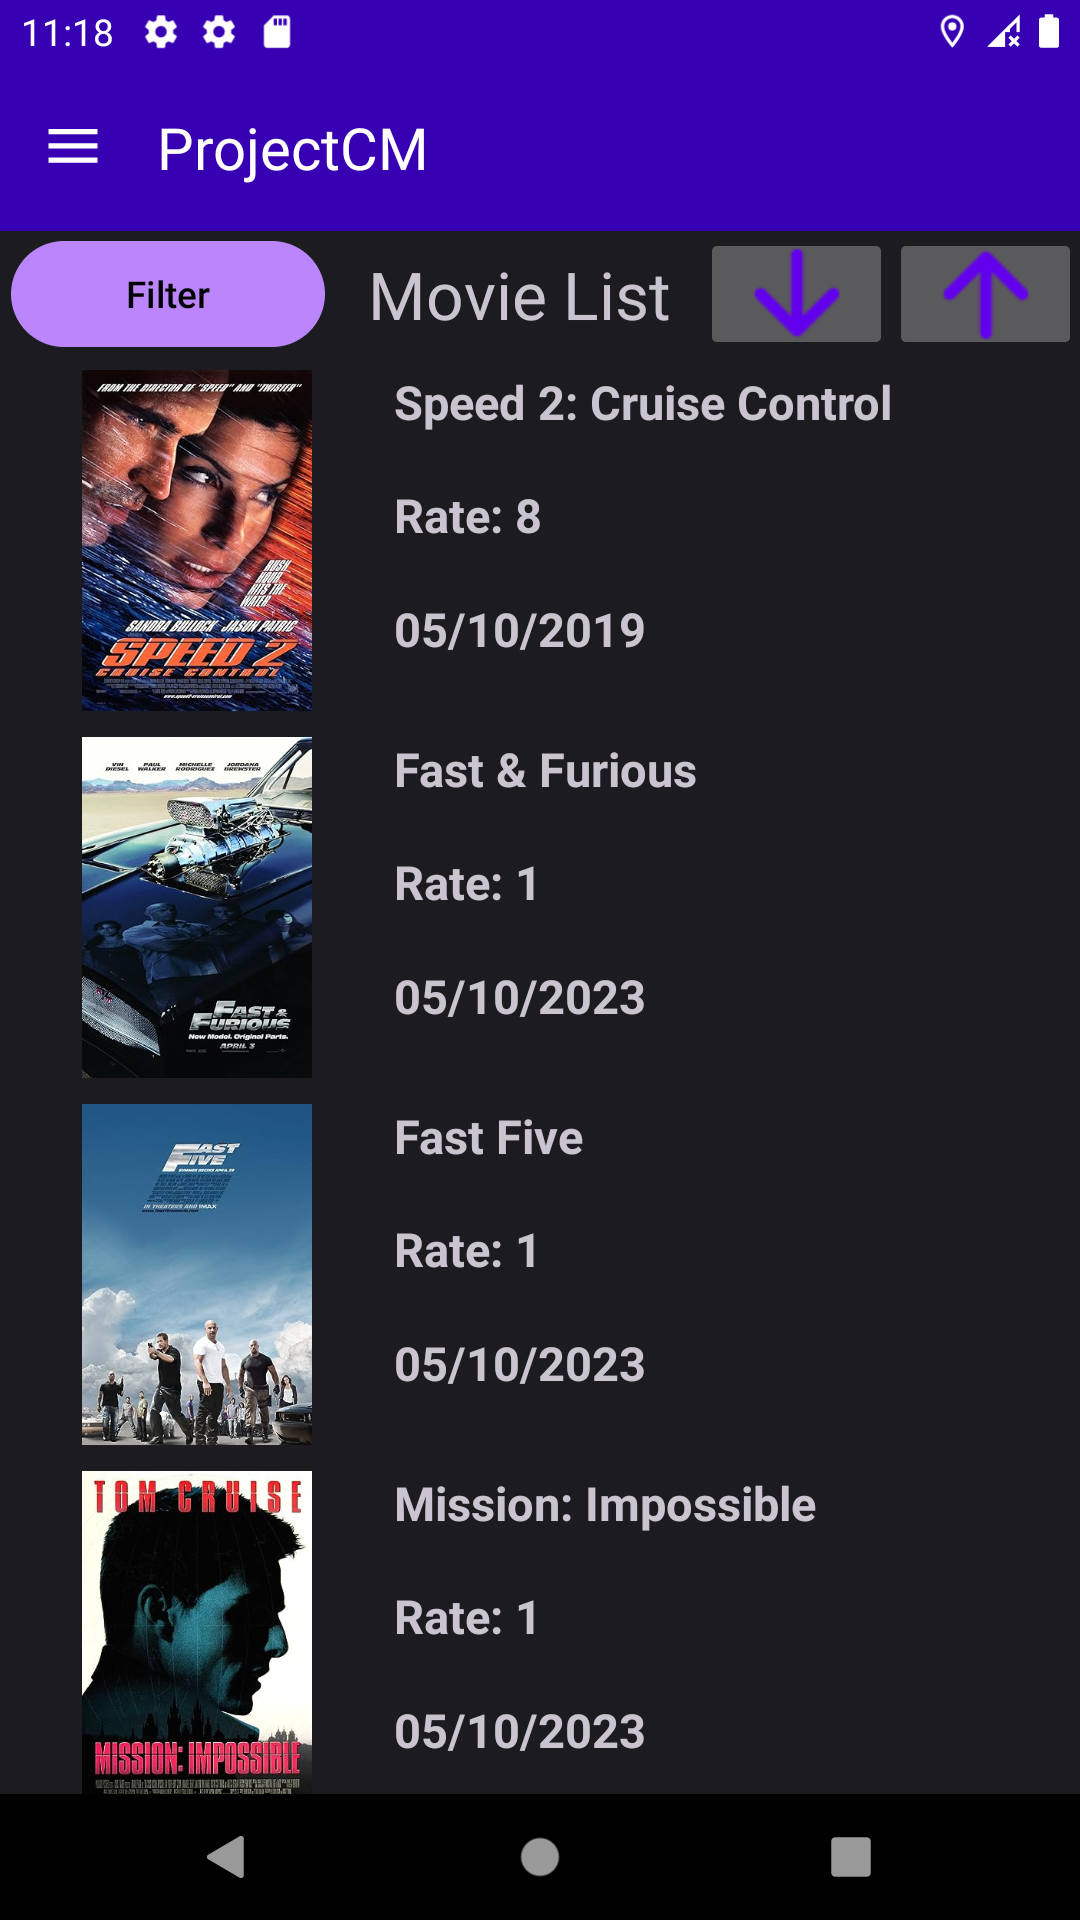 11:18
ProjectCM
Filter
Movie List
FROM THE DIRECTOR OF "SPEED" AND "TWISTER"
RUSH
HOUR
HITS THE
WATER
SANDRA BULLOCK JASON PATRIC
SPEED 2
CRUISE CONTROL
Speed 2: Cruise Control
Rate: 8
05/10/2019
VIN DIESEL PAUL WALKER MICHELLE RODRIGUEZ JORDANA BREWSTER
FAST &
FURIOUS
New Model. Original Parts.
APRIL 3
Fast & Furious
Rate: 1
05/10/2023
FAST
FIVE
Fast Five
Rate: 1
05/10/2023
TOM CRUISE
MISSION: IMPOSSIBLE
Mission: Impossible
Rate: 1
05/10/2023